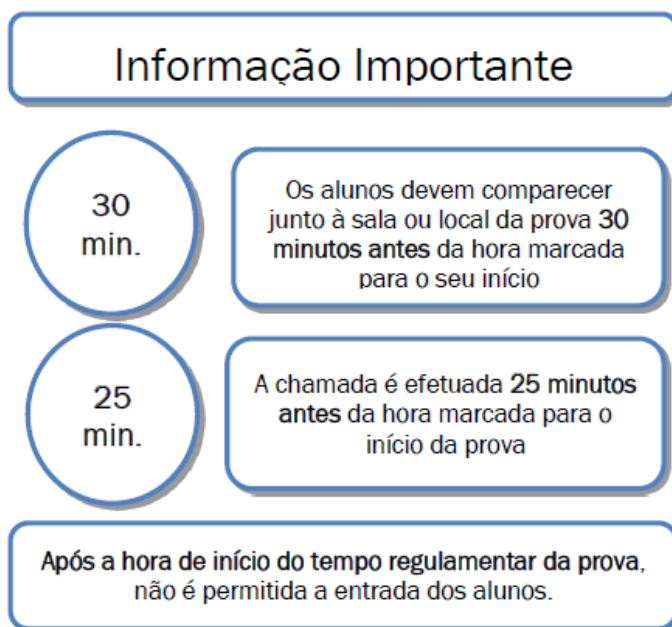 Informação Importante
30
min.
Os alunos devem comparecer
junto à sala ou local da prova 30
minutos antes da hora marcada
para o seu início
25
min.
A chamada é efetuada 25 minutos
antes da hora marcada para o
início da prova
Após a hora de início do tempo regulamentar da prova,
não é permitida a entrada dos alunos.